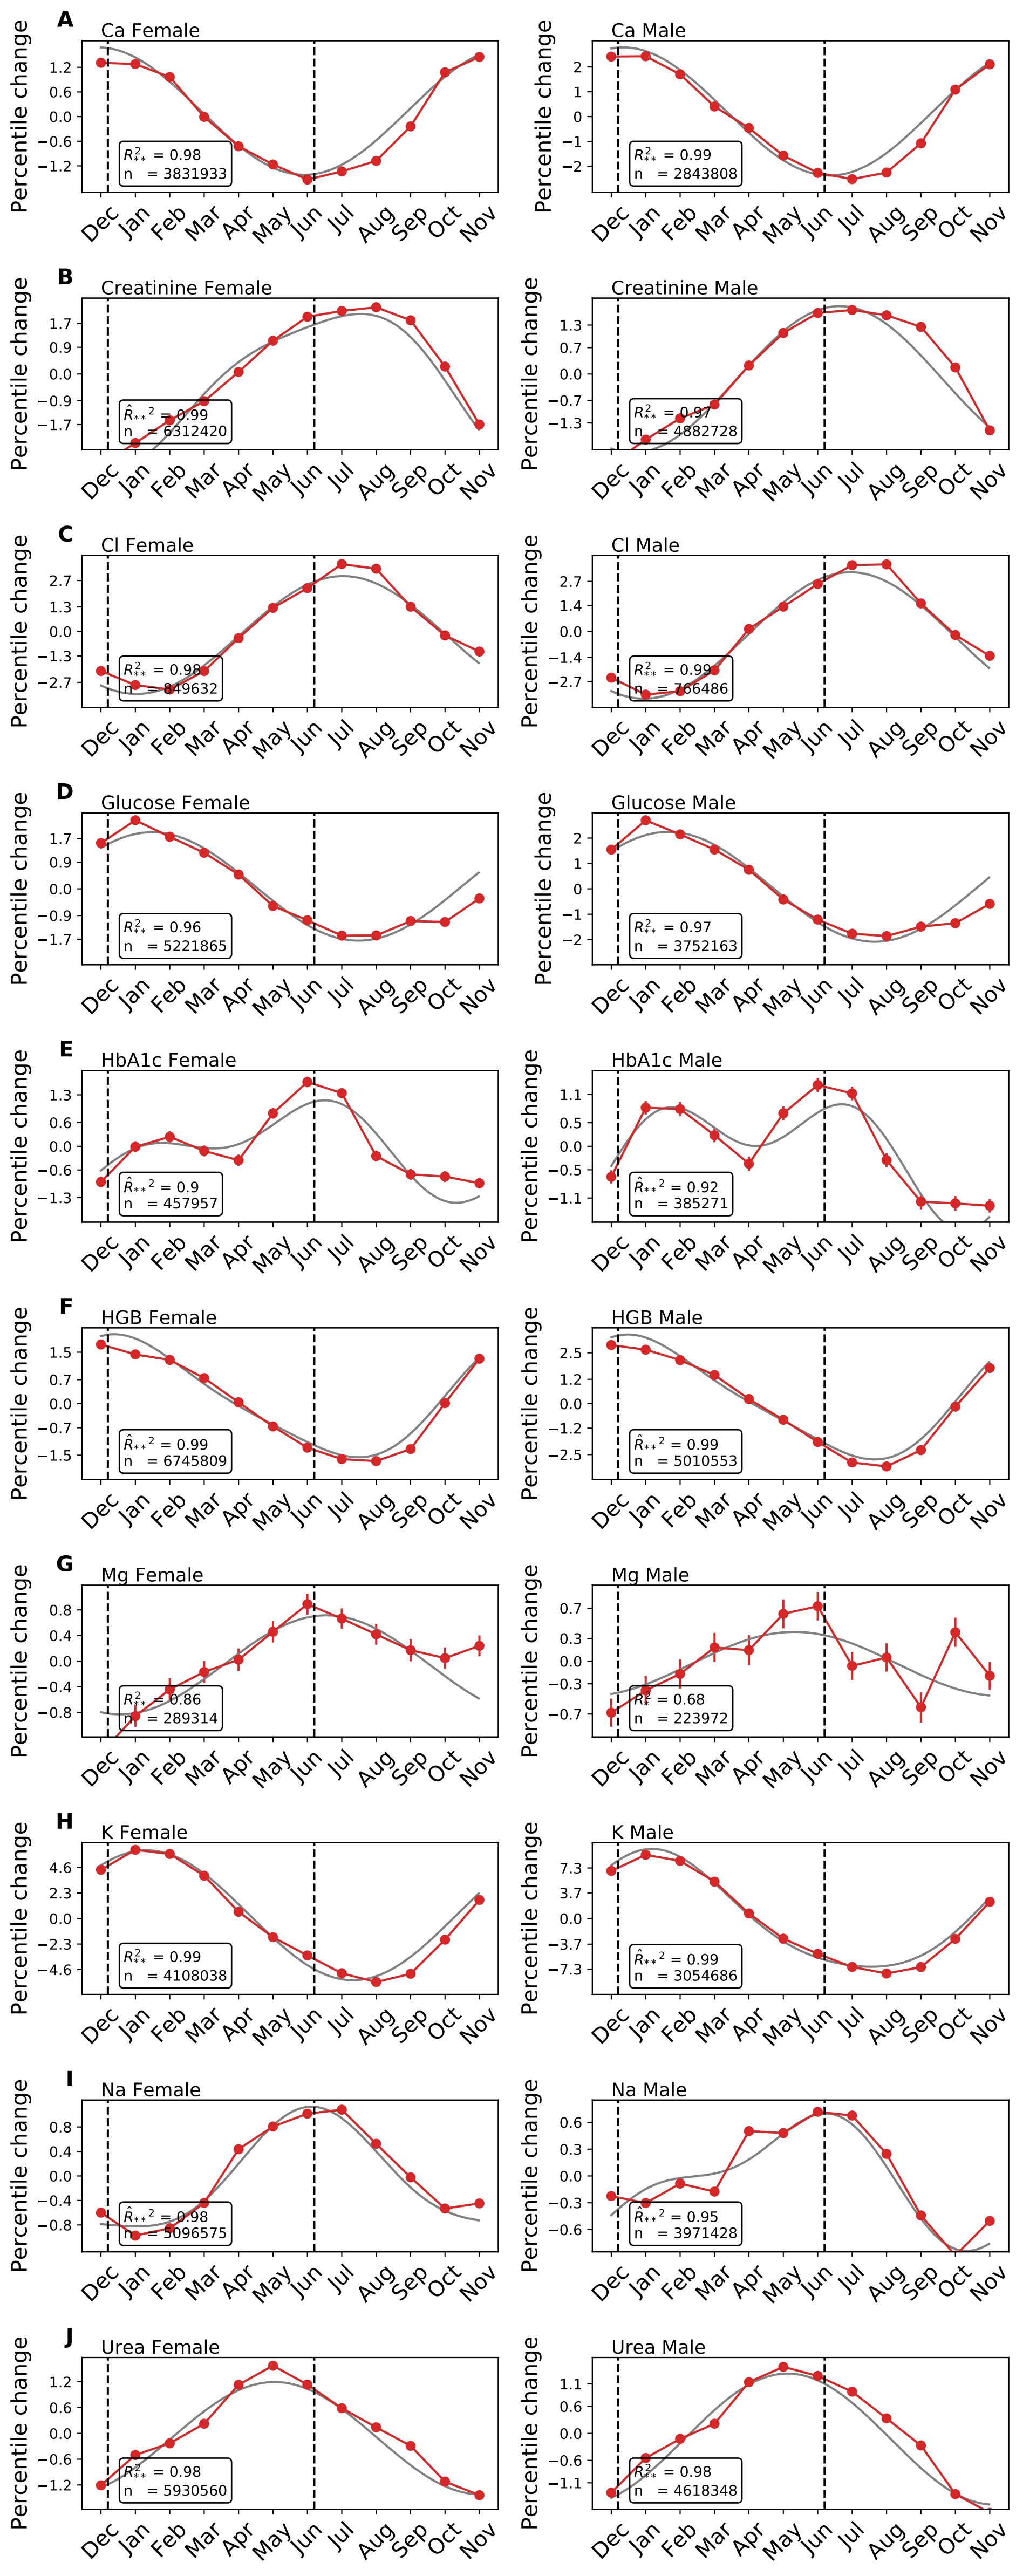 A
Ca Female
Percentile change
1.2
0.6
0.0
−0.6
−1.2
R²** = 0.98
n = 3831933
Dec Jan Feb Mar Apr May Jun Jul Aug Sep Oct Nov
Ca Male
Percentile change
2
1
0
−1
−2
R²** = 0.99
n = 2843808
Dec Jan Feb Mar Apr May Jun Jul Aug Sep Oct Nov
B
Creatinine Female
Percentile change
1.7
0.9
0.0
−0.9
−1.7
R̂**² = 0.99
n = 6312420
Dec Jan Feb Mar Apr May Jun Jul Aug Sep Oct Nov
Creatinine Male
Percentile change
1.3
0.7
0.0
−0.7
−1.3
R²** = 0.97
n = 4882728
Dec Jan Feb Mar Apr May Jun Jul Aug Sep Oct Nov
C
Cl Female
Percentile change
2.7
1.3
0.0
−1.3
−2.7
R²** = 0.98
n = 849632
Dec Jan Feb Mar Apr May Jun Jul Aug Sep Oct Nov
Cl Male
Percentile change
2.7
1.4
0.0
−1.4
−2.7
R²** = 0.99
n = 766486
Dec Jan Feb Mar Apr May Jun Jul Aug Sep Oct Nov
D
Glucose Female
Percentile change
1.7
0.9
0.0
−0.9
−1.7
R²** = 0.96
n = 5221865
Dec Jan Feb Mar Apr May Jun Jul Aug Sep Oct Nov
Glucose Male
Percentile change
2
1
0
−1
−2
R²** = 0.97
n = 3752163
Dec Jan Feb Mar Apr May Jun Jul Aug Sep Oct Nov
E
HbA1c Female
Percentile change
1.3
0.6
0.0
−0.6
−1.3
R̂**² = 0.9
n = 457957
Dec Jan Feb Mar Apr May Jun Jul Aug Sep Oct Nov
HbA1c Male
Percentile change
1.1
0.5
0.0
−0.5
−1.1
R̂**² = 0.92
n = 385271
Dec Jan Feb Mar Apr May Jun Jul Aug Sep Oct Nov
F
HGB Female
Percentile change
1.5
0.7
0.0
−0.7
−1.5
R̂**² = 0.99
n = 6745809
Dec Jan Feb Mar Apr May Jun Jul Aug Sep Oct Nov
HGB Male
Percentile change
2.5
1.2
0.0
−1.2
−2.5
R̂**² = 0.99
n = 5010553
Dec Jan Feb Mar Apr May Jun Jul Aug Sep Oct Nov
G
Mg Female
Percentile change
0.8
0.4
0.0
−0.4
−0.8
R²** = 0.86
n = 289314
Dec Jan Feb Mar Apr May Jun Jul Aug Sep Oct Nov
Mg Male
Percentile change
0.7
0.3
0.0
−0.3
−0.7
R² = 0.68
n = 223972
Dec Jan Feb Mar Apr May Jun Jul Aug Sep Oct Nov
H
K Female
Percentile change
4.6
2.3
0.0
−2.3
−4.6
R²** = 0.99
n = 4108038
Dec Jan Feb Mar Apr May Jun Jul Aug Sep Oct Nov
K Male
Percentile change
7.3
3.7
0.0
−3.7
−7.3
R̂**² = 0.99
n = 3054686
Dec Jan Feb Mar Apr May Jun Jul Aug Sep Oct Nov
I
Na Female
Percentile change
0.8
0.4
0.0
−0.4
−0.8
R̂**² = 0.98
n = 5096575
Dec Jan Feb Mar Apr May Jun Jul Aug Sep Oct Nov
Na Male
Percentile change
0.6
0.3
0.0
−0.3
−0.6
R̂**² = 0.95
n = 3971428
Dec Jan Feb Mar Apr May Jun Jul Aug Sep Oct Nov
J
Urea Female
Percentile change
1.2
0.6
0.0
−0.6
−1.2
R²** = 0.98
n = 5930560
Dec Jan Feb Mar Apr May Jun Jul Aug Sep Oct Nov
Urea Male
Percentile change
1.1
0.6
0.0
−0.6
−1.1
R²** = 0.98
n = 4618348
Dec Jan Feb Mar Apr May Jun Jul Aug Sep Oct Nov